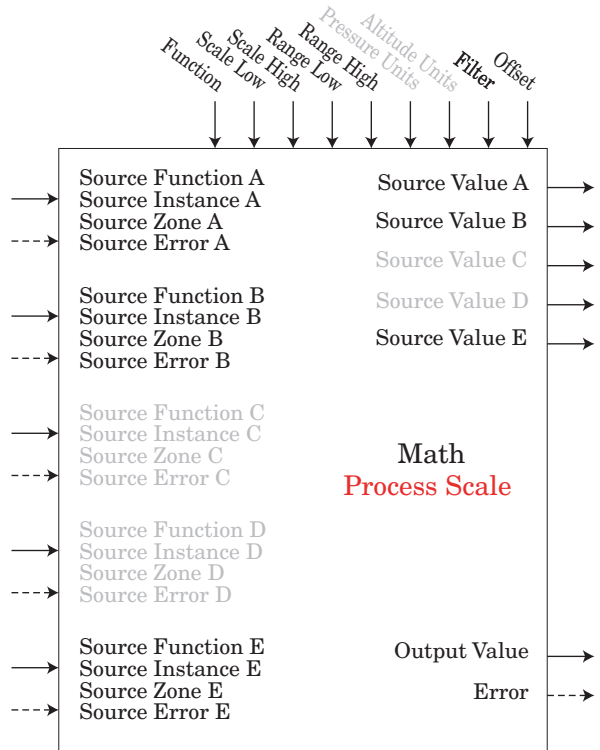 Function
Scale Low
Scale High
Range Low
Range High
Pressure Units
Altitude Units
Filter
Offset
Source Function A
Source Instance A
Source Zone A
Source Error A
Source Function B
Source Instance B
Source Zone B
Source Error B
Source Function C
Source Instance C
Source Zone C
Source Error C
Source Function D
Source Instance D
Source Zone D
Source Error D
Source Function E
Source Instance E
Source Zone E
Source Error E
Source Value A
Source Value B
Source Value C
Source Value D
Source Value E
Math
Process Scale
Output Value
Error